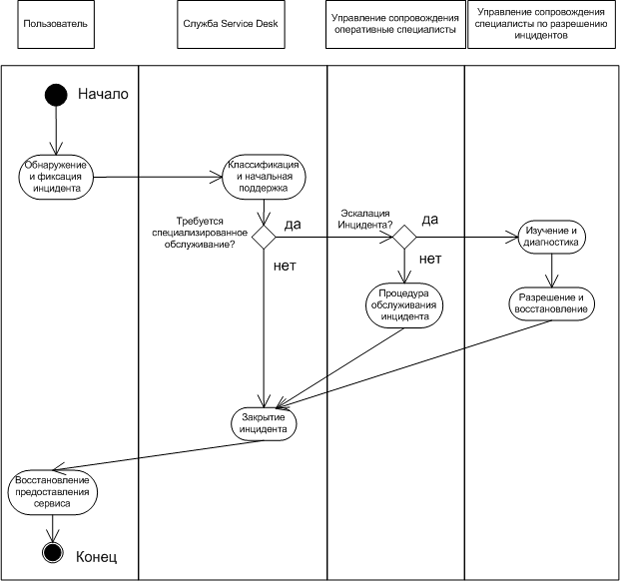 Пользователь
Служба Service Desk
Управление сопровождения
оперативные специалисты
Управление сопровождения
специалисты по разрешению
инцидентов
Начало
Обнаружение
и фиксация
инцидента
Классификация
и начальная
поддержка
Требуется
специализированное
обслуживание?
да
нет
Эскалация
Инцидента?
да
нет
Изучение и
диагностика
Процедура
обслуживания
инцидента
Разрешение и
восстановление
Закрытие
инцидента
Восстановление
предоставления
сервиса
Конец